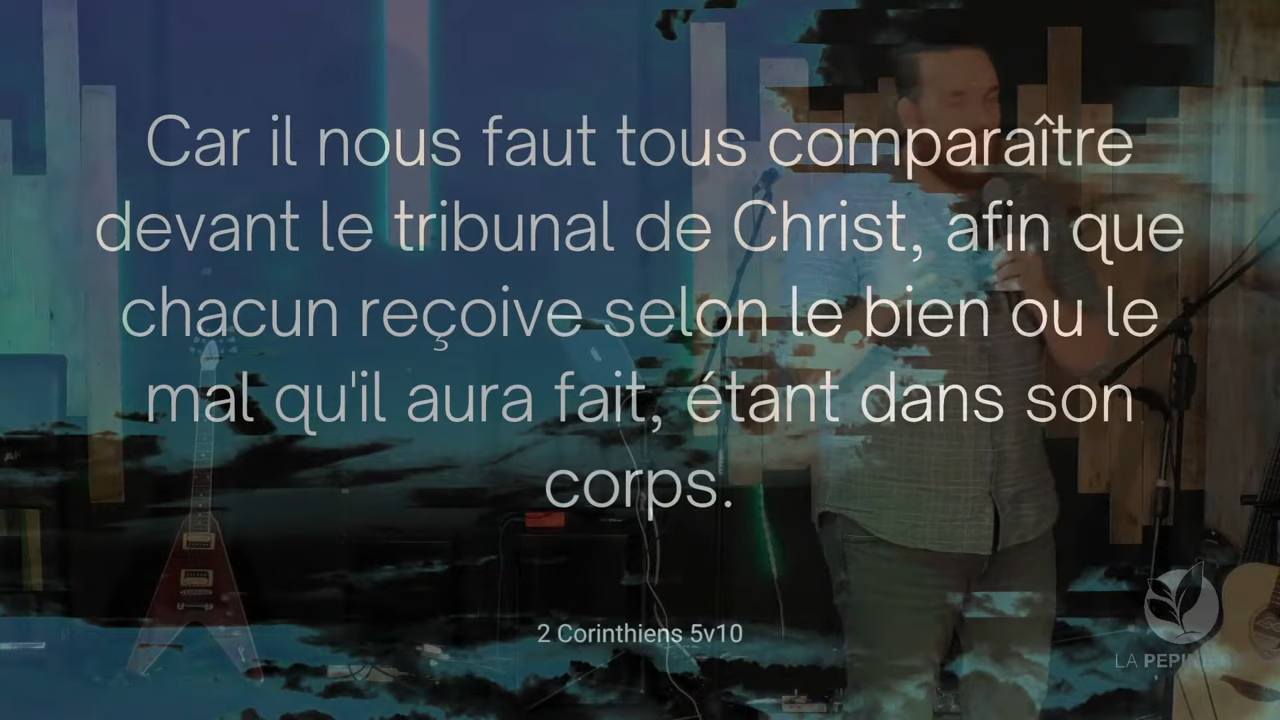 Car il nous faut tous comparaître
devant le tribunal de Christ, afin que
chacun reçoive selon le bien ou le
mal qu'il aura fait, étant dans son
corps.
2 Corinthiens 5v10
LA